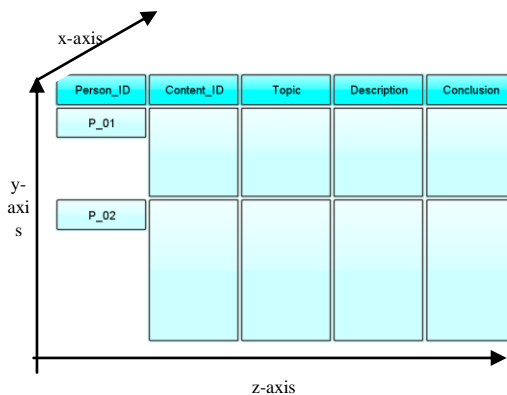 x-axis
Person_ID Content_ID Topic Description Conclusion
P_01
y-
axi
s
P_02
z-axis